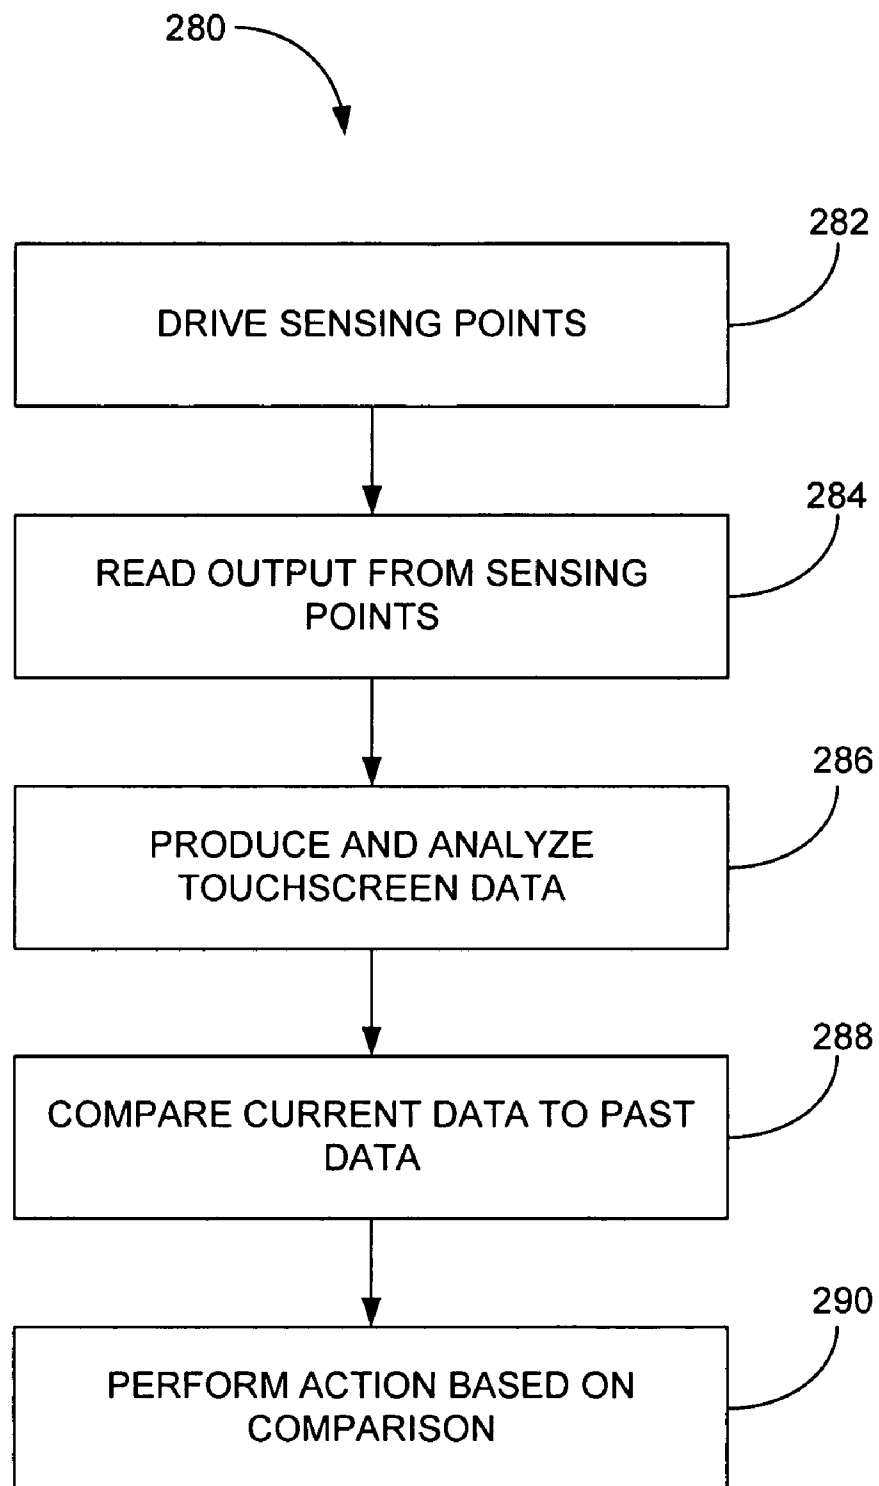 280
282
DRIVE SENSING POINTS
284
READ OUTPUT FROM SENSING
POINTS
286
PRODUCE AND ANALYZE
TOUCHSCREEN DATA
288
COMPARE CURRENT DATA TO PAST
DATA
290
PERFORM ACTION BASED ON
COMPARISON